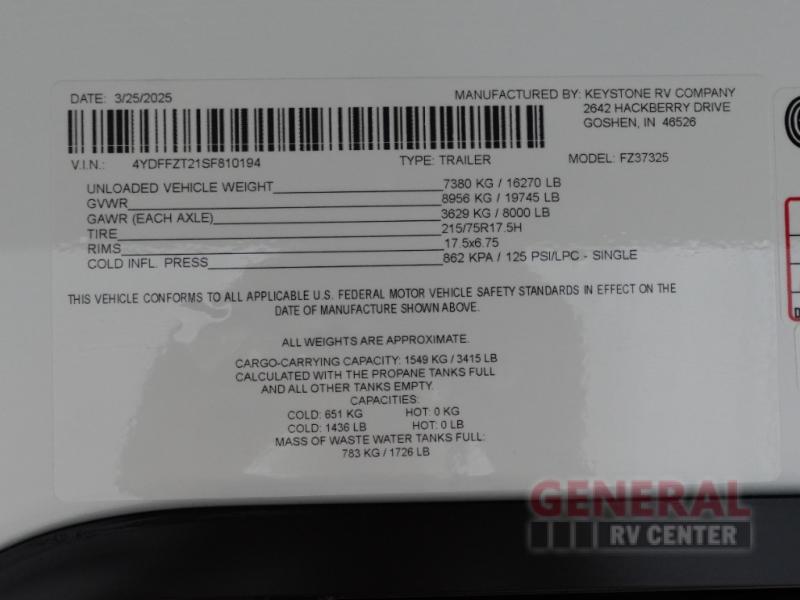 DATE: 3/25/2025
MANUFACTURED BY: KEYSTONE RV COMPANY
2642 HACKBERRY DRIVE
GOSHEN, IN 46526
V.I.N.: 4YDFFZT21SF810194 TYPE: TRAILER MODEL: FZ37325
UNLOADED VEHICLE WEIGHT 7380 KG / 16270 LB
GVWR 8956 KG / 19745 LB
GAWR (EACH AXLE) 3629 KG / 8000 LB
TIRE 215/75R17.5H
RIMS 17.5x6.75
COLD INFL. PRESS 862 KPA / 125 PSI/LPC - SINGLE
THIS VEHICLE CONFORMS TO ALL APPLICABLE U.S. FEDERAL MOTOR VEHICLE SAFETY STANDARDS IN EFFECT ON THE
DATE OF MANUFACTURE SHOWN ABOVE.
ALL WEIGHTS ARE APPROXIMATE.
CARGO-CARRYING CAPACITY: 1549 KG / 3415 LB
CALCULATED WITH THE PROPANE TANKS FULL
AND ALL OTHER TANKS EMPTY.
CAPACITIES:
COLD: 651 KG HOT: 0 KG
COLD: 1436 LB HOT: 0 LB
MASS OF WASTE WATER TANKS FULL:
783 KG / 1726 LB
GENERAL
RV CENTER